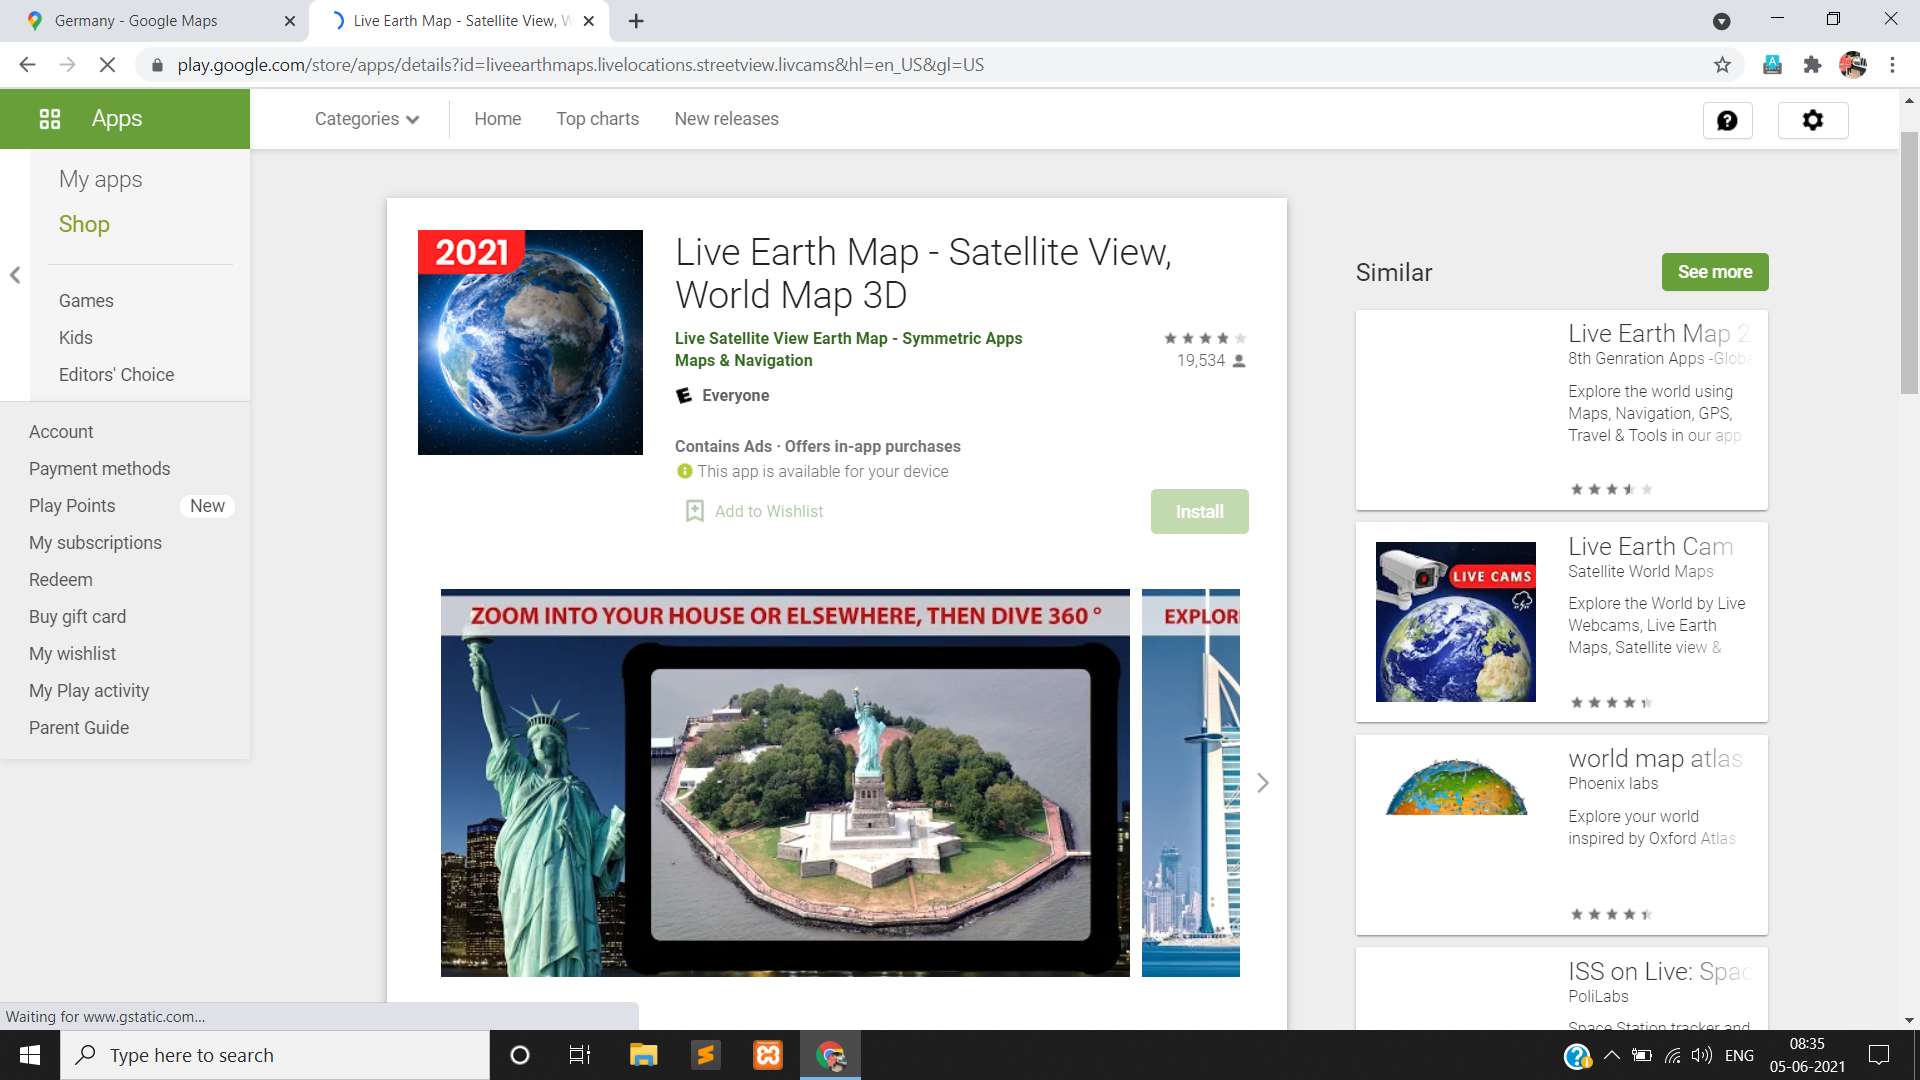 Germany - Google Maps
Live Earth Map - Satellite View, W
play.google.com/store/apps/details?id=liveearthmaps.livelocations.streetview.livcams&hl=en_US&gl=US
Apps
Categories
Home
Top charts
New releases
My apps
Shop
Games
Kids
Editors' Choice
Account
Payment methods
Play Points New
My subscriptions
Redeem
Buy gift card
My wishlist
My Play activity
Parent Guide
2021
Live Earth Map - Satellite View,
World Map 3D
Live Satellite View Earth Map - Symmetric Apps
Maps & Navigation
19,534
Everyone
Contains Ads · Offers in-app purchases
This app is available for your device
Add to Wishlist
Install
ZOOM INTO YOUR HOUSE OR ELSEWHERE, THEN DIVE 360 °
EXPLOR
Similar
See more
Live Earth Map 2
8th Genration Apps -Globa
Explore the world using
Maps, Navigation, GPS,
Travel & Tools in our app
LIVE CAMS
Live Earth Cam
Satellite World Maps
Explore the World by Live
Webcams, Live Earth
Maps, Satellite view &
world map atlas
Phoenix labs
Explore your world
inspired by Oxford Atlas
ISS on Live: Spac
PoliLabs
Space Station tracker and
Waiting for www.gstatic.com...
Type here to search
ENG
08:35
05-06-2021